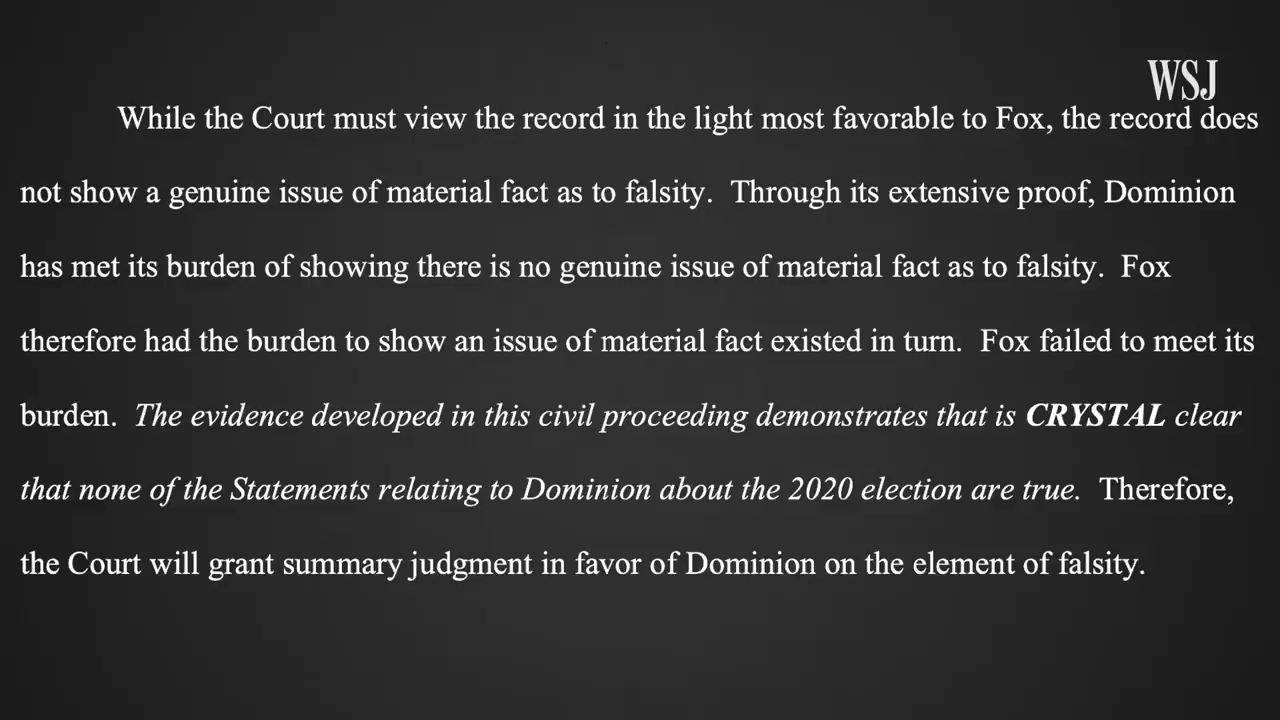 WSJ
While the Court must view the record in the light most favorable to Fox, the record does
not show a genuine issue of material fact as to falsity. Through its extensive proof, Dominion
has met its burden of showing there is no genuine issue of material fact as to falsity. Fox
therefore had the burden to show an issue of material fact existed in turn. Fox failed to meet its
burden. The evidence developed in this civil proceeding demonstrates that is CRYSTAL clear
that none of the Statements relating to Dominion about the 2020 election are true. Therefore,
the Court will grant summary judgment in favor of Dominion on the element of falsity.